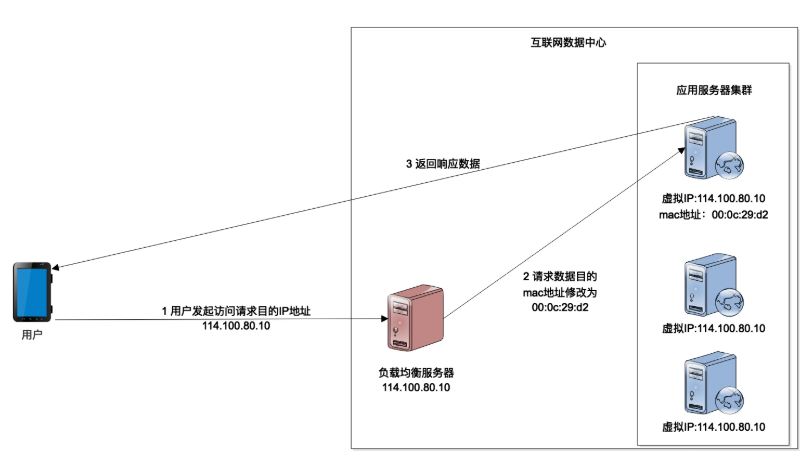 互联网数据中心
应用服务器集群
3 返回响应数据
虚拟IP:114.100.80.10
mac地址：00:0c:29:d2
2 请求数据目的
mac地址修改为
00:0c:29:d2
1 用户发起访问请求目的IP地址
114.100.80.10
用户
虚拟IP:114.100.80.10
负载均衡服务器
114.100.80.10
虚拟IP:114.100.80.10